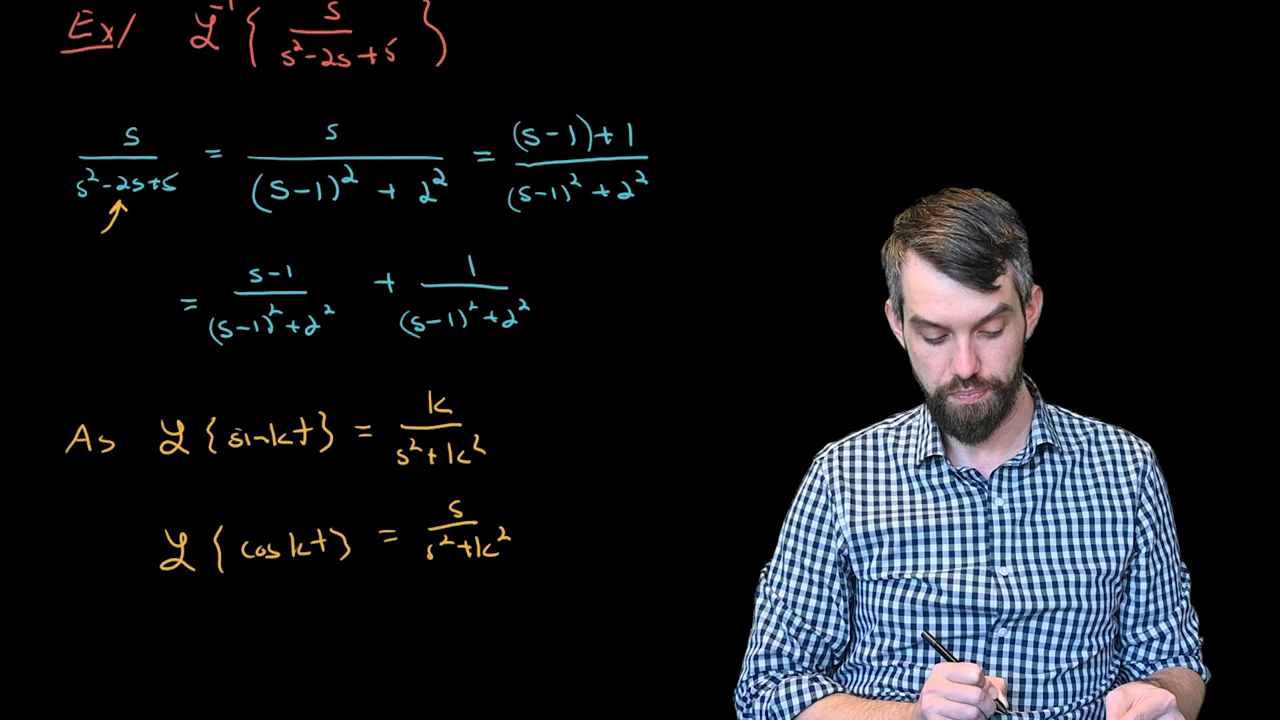 Ex/ ℒ⁻¹ { s / (s² - 2s + 5) }
s / (s² - 2s + 5) = s / ((s-1)² + 2²) = ((s-1) + 1) / ((s-1)² + 2²)
= (s-1) / ((s-1)² + 2²) + 1 / ((s-1)² + 2²)
As ℒ { sin kt } = k / (s² + k²)
ℒ { cos kt } = s / (s² + k²)